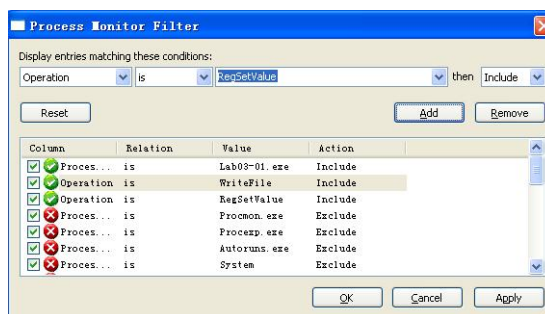 Process Monitor Filter
Display entries matching these conditions:
Operation is RegSetValue then Include
Reset Add Remove
Column Relation Value Action
Proces... is Lab03-01.exe Include
Operation is WriteFile Include
Operation is RegSetValue Include
Proces... is Procmon.exe Exclude
Proces... is Procexp.exe Exclude
Proces... is Autoruns.exe Exclude
Proces... is System Exclude
OK Cancel Apply